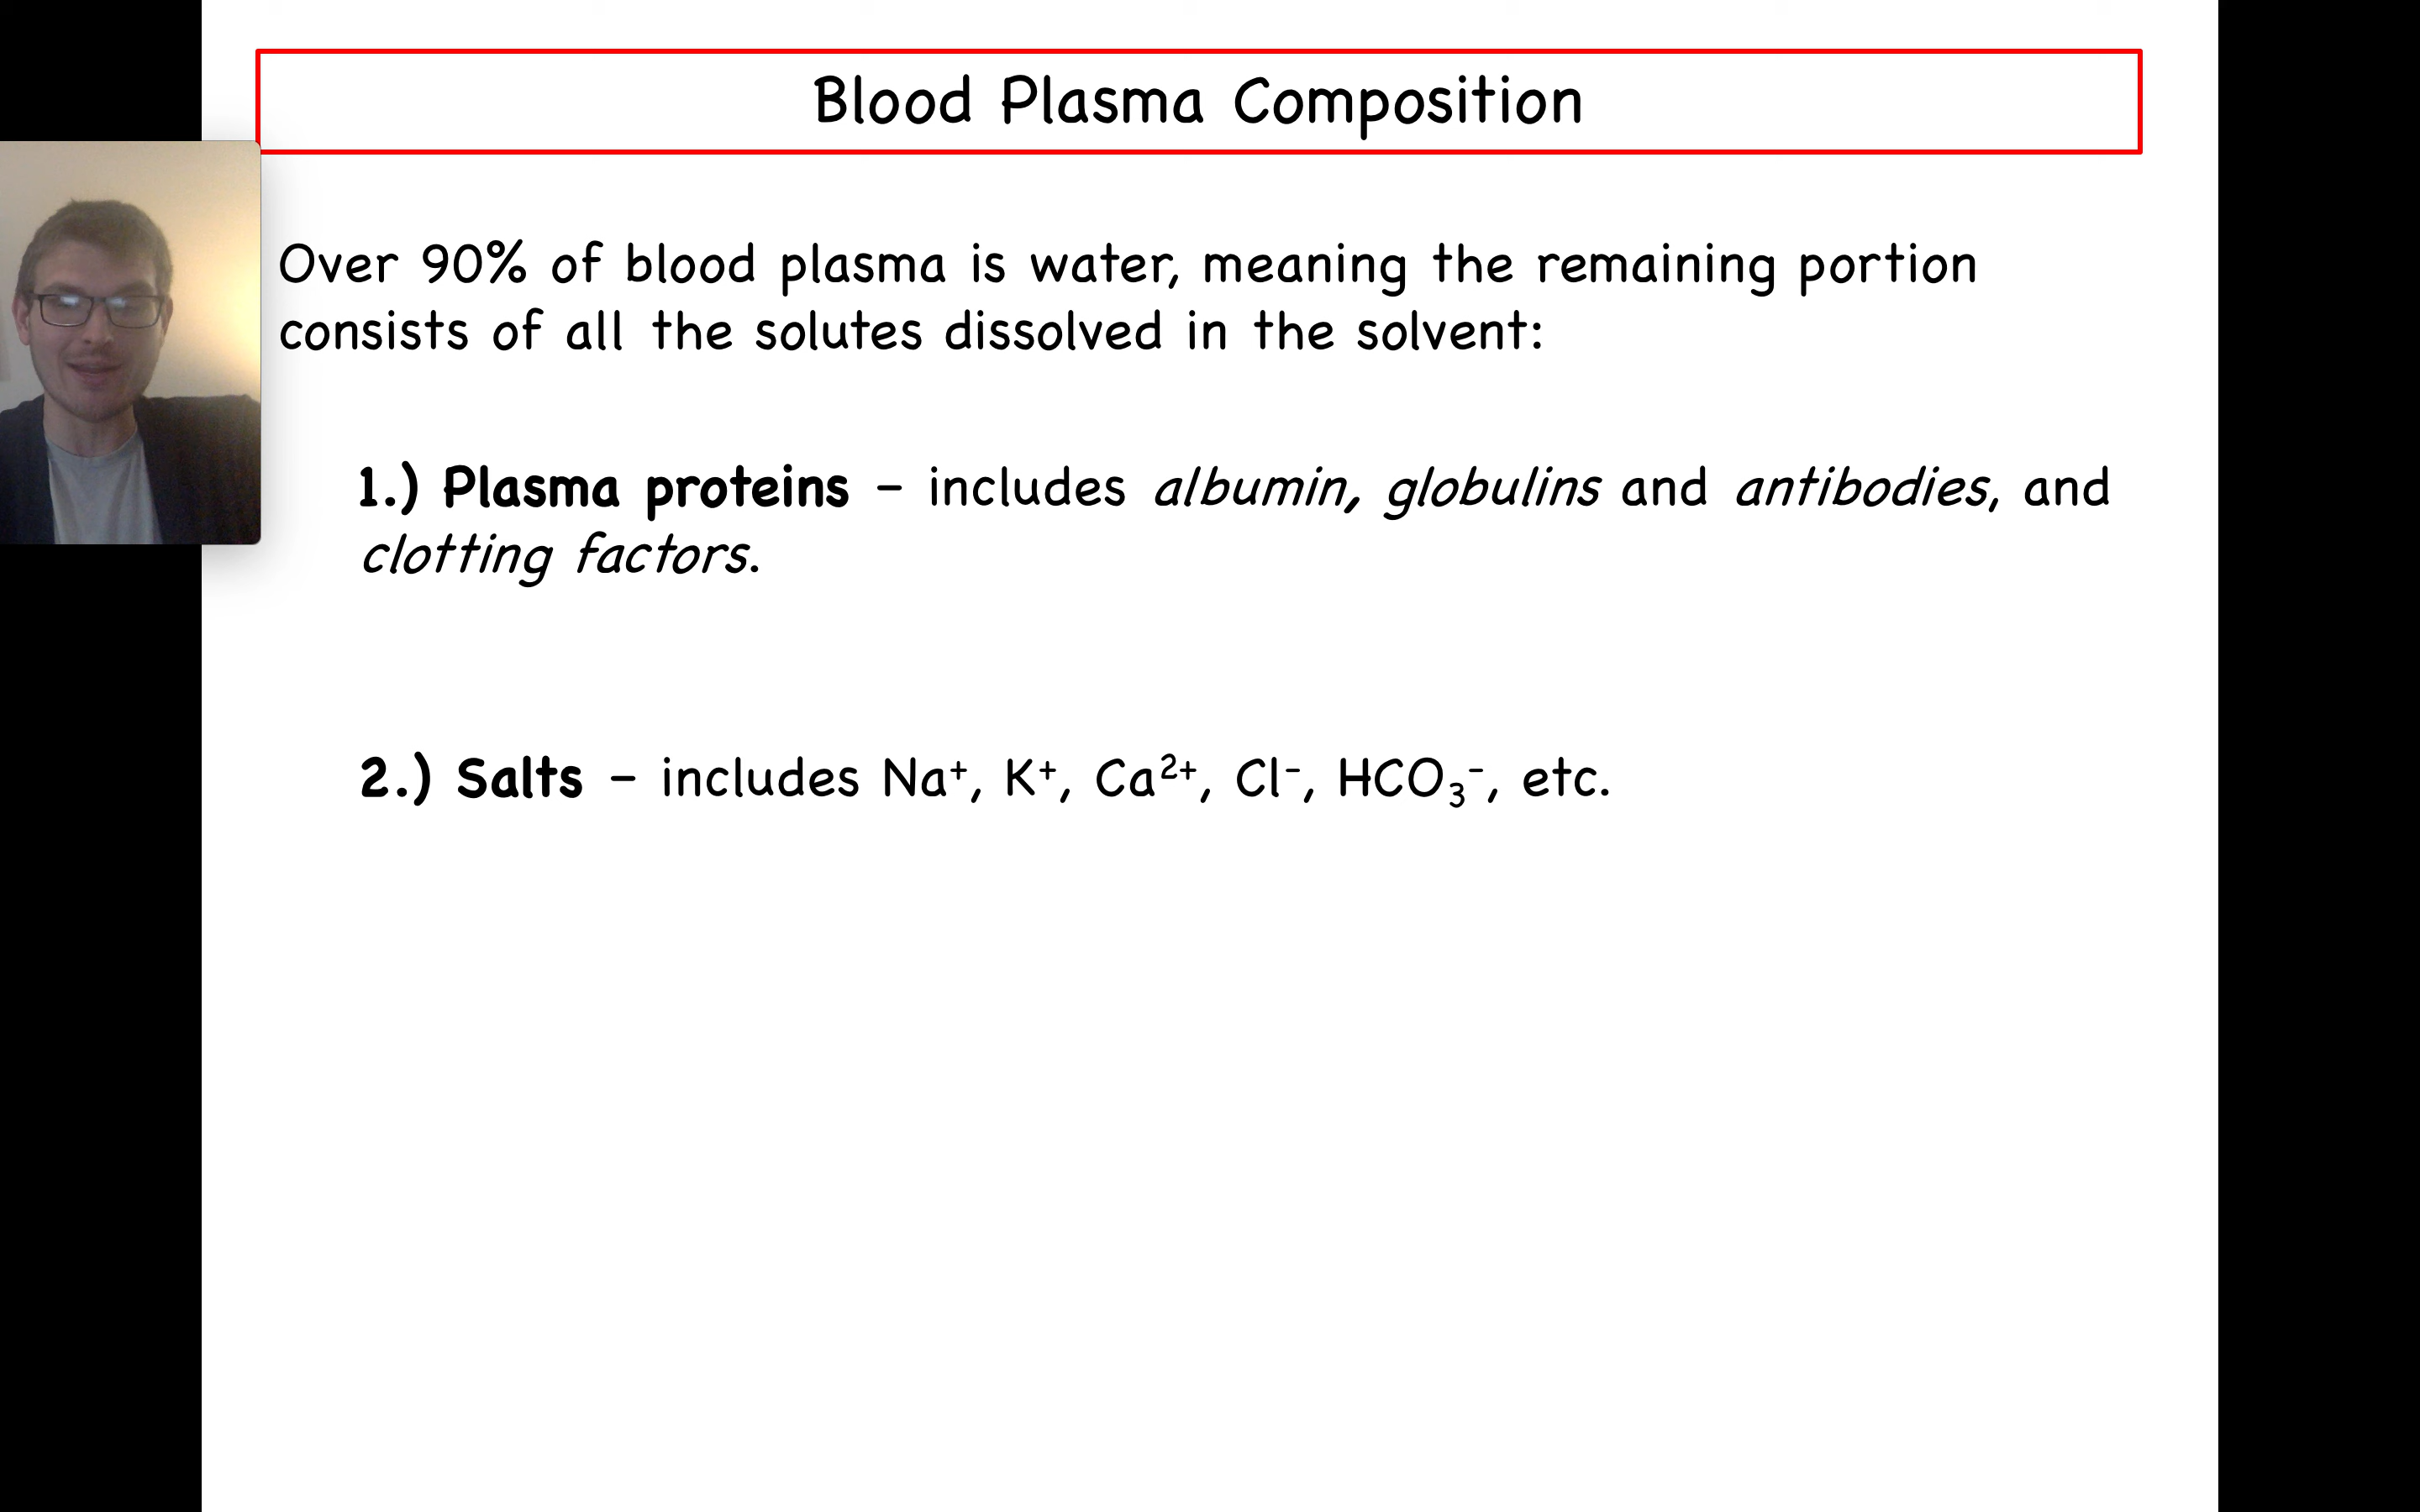 Blood Plasma Composition
Over 90% of blood plasma is water, meaning the remaining portion
consists of all the solutes dissolved in the solvent:
1.) Plasma proteins – includes albumin, globulins and antibodies, and
clotting factors.
2.) Salts – includes Na⁺, K⁺, Ca²⁺, Cl⁻, HCO₃⁻, etc.